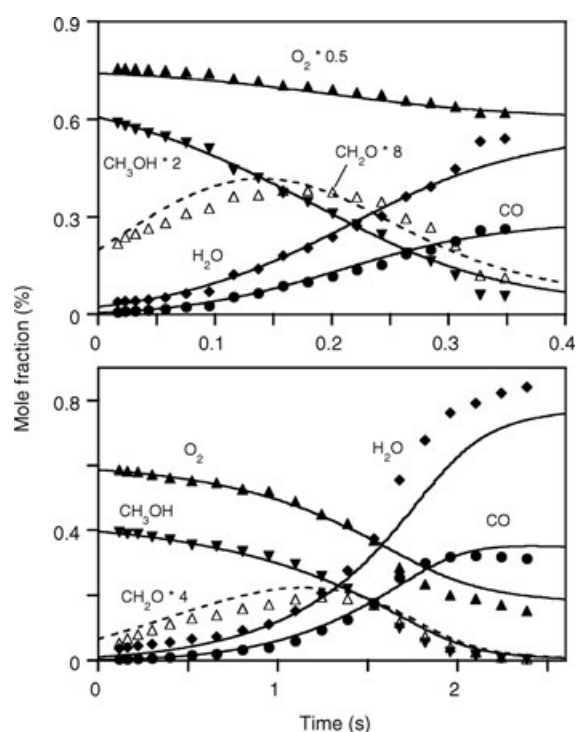 0.9
O₂ * 0.5
0.6
CH₃OH * 2
CH₂O * 8
0.3
H₂O
CO
0
0 0.1 0.2 0.3 0.4
Mole fraction (%)
0.8
H₂O
O₂
CO
0.4
CH₃OH
CH₂O * 4
0
0 1 2
Time (s)